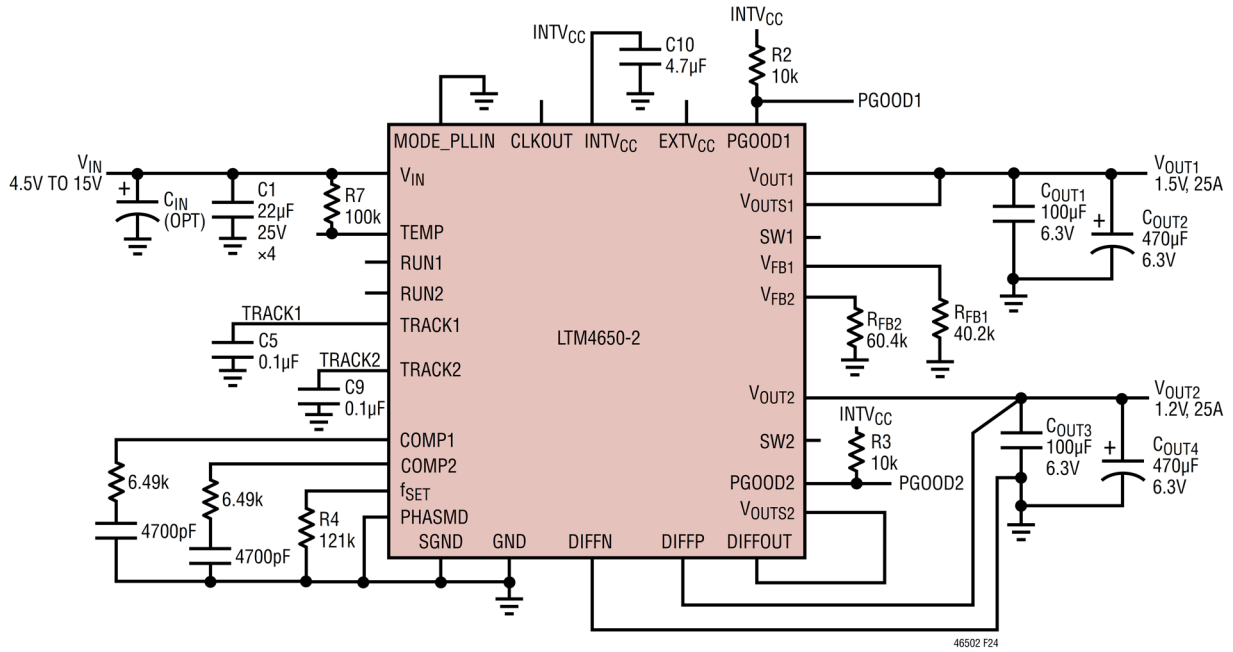 INTVCC
INTVCC
C10
4.7µF
R2
10k
PGOOD1
MODE_PLLIN
CLKOUT
INTVCC
EXTVCC
PGOOD1
VIN
4.5V TO 15V
CIN
(OPT)
C1
22µF
25V
×4
R7
100k
VIN
TEMP
RUN1
RUN2
TRACK1
TRACK1
C5
0.1µF
TRACK2
TRACK2
C9
0.1µF
COMP1
COMP2
fSET
PHASMD
6.49k
6.49k
4700pF
4700pF
R4
121k
SGND
GND
DIFFN
DIFFP
DIFFOUT
LTM4650-2
VOUT1
VOUTS1
SW1
VFB1
VFB2
RFB2
60.4k
RFB1
40.2k
COUT1
100µF
6.3V
COUT2
470µF
6.3V
VOUT1
1.5V, 25A
VOUT2
SW2
PGOOD2
VOUTS2
INTVCC
R3
10k
PGOOD2
COUT3
100µF
6.3V
COUT4
470µF
6.3V
VOUT2
1.2V, 25A
46502 F24